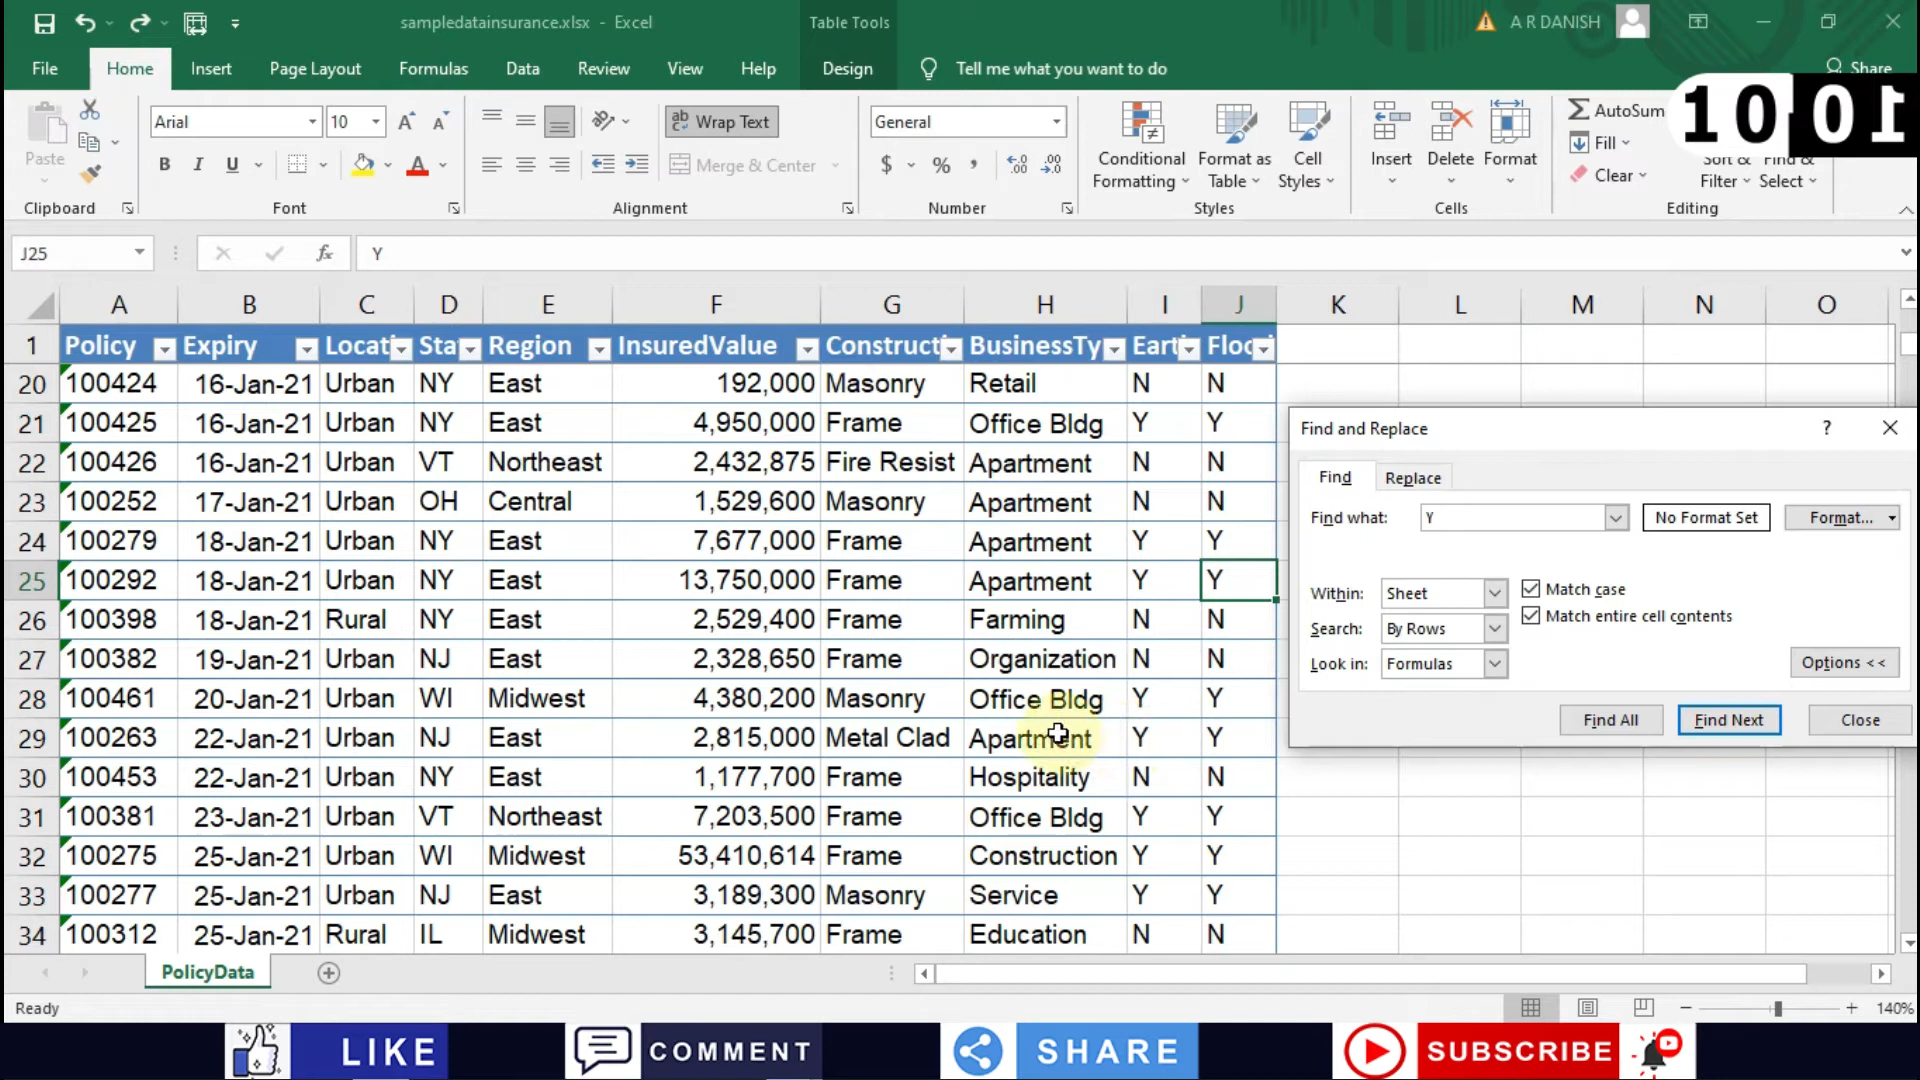 sampledatainsurance.xlsx - Excel
Table Tools
A R DANISH
File Home Insert Page Layout Formulas Data Review View Help Design Tell me what you want to do Share
10 01
Paste
Clipboard
Arial 10
B I U
Font
ab Wrap Text
Merge & Center
Alignment
General
$ % ,
Number
Conditional Formatting
Format as Table
Cell Styles
Styles
Insert Delete Format
Cells
AutoSum
Fill
Clear
Sort & Filter
Find & Select
Editing
J25 fx Y
A B C D E F G H I J K L M N O
1 Policy Expiry Locati Sta Region InsuredValue Construct BusinessTy Eart Floo
20 100424 16-Jan-21 Urban NY East 192,000 Masonry Retail N N
21 100425 16-Jan-21 Urban NY East 4,950,000 Frame Office Bldg Y Y
22 100426 16-Jan-21 Urban VT Northeast 2,432,875 Fire Resist Apartment N N
23 100252 17-Jan-21 Urban OH Central 1,529,600 Masonry Apartment N N
24 100279 18-Jan-21 Urban NY East 7,677,000 Frame Apartment Y Y
25 100292 18-Jan-21 Urban NY East 13,750,000 Frame Apartment Y Y
26 100398 18-Jan-21 Rural NY East 2,529,400 Frame Farming N N
27 100382 19-Jan-21 Urban NJ East 2,328,650 Frame Organization N N
28 100461 20-Jan-21 Urban WI Midwest 4,380,200 Masonry Office Bldg Y Y
29 100263 22-Jan-21 Urban NJ East 2,815,000 Metal Clad Apartment Y Y
30 100453 22-Jan-21 Urban NY East 1,177,700 Frame Hospitality N N
31 100381 23-Jan-21 Urban VT Northeast 7,203,500 Frame Office Bldg Y Y
32 100275 25-Jan-21 Urban WI Midwest 53,410,614 Frame Construction Y Y
33 100277 25-Jan-21 Urban NJ East 3,189,300 Masonry Service Y Y
34 100312 25-Jan-21 Rural IL Midwest 3,145,700 Frame Education N N
Find and Replace ?
Find Replace
Find what: Y No Format Set Format...
Within: Sheet Match case
Search: By Rows Match entire cell contents
Look in: Formulas Options <<
Find All Find Next Close
PolicyData
Ready 140%
LIKE COMMENT SHARE SUBSCRIBE